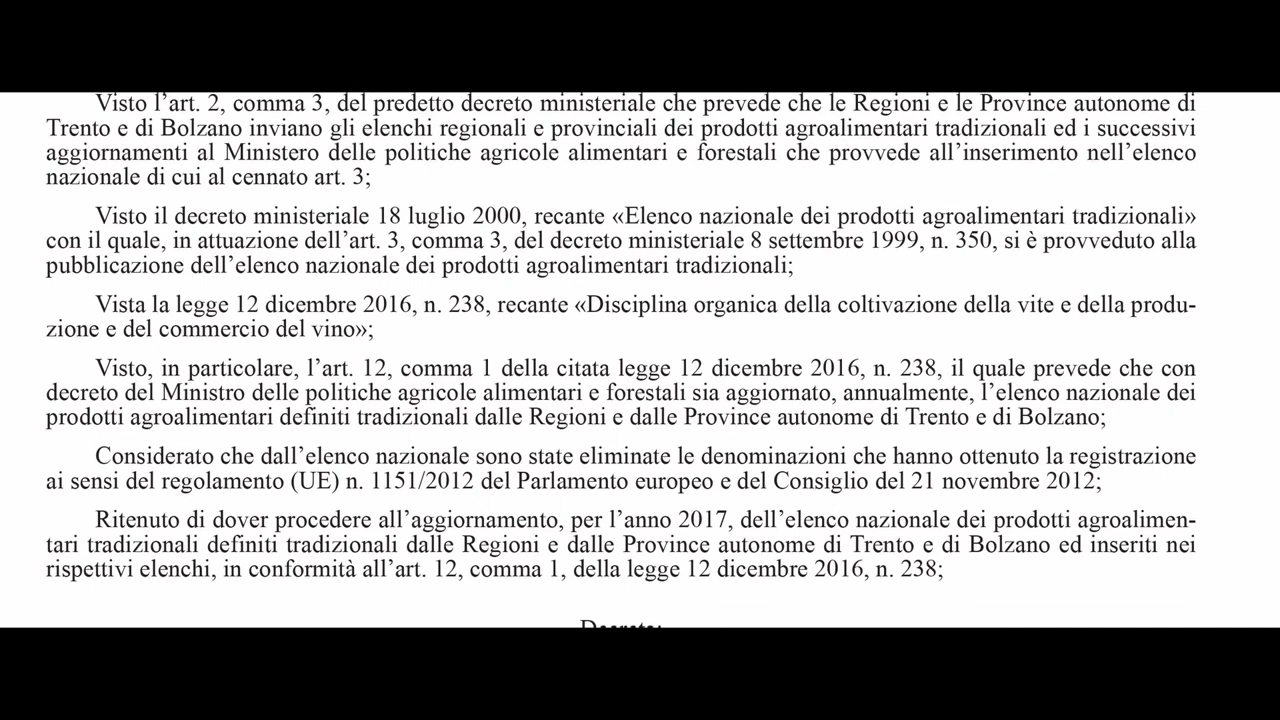 Visto l’art. 2, comma 3, del predetto decreto ministeriale che prevede che le Regioni e le Province autonome di
Trento e di Bolzano inviano gli elenchi regionali e provinciali dei prodotti agroalimentari tradizionali ed i successivi
aggiornamenti al Ministero delle politiche agricole alimentari e forestali che provvede all’inserimento nell’elenco
nazionale di cui al cennato art. 3;
Visto il decreto ministeriale 18 luglio 2000, recante «Elenco nazionale dei prodotti agroalimentari tradizionali»
con il quale, in attuazione dell’art. 3, comma 3, del decreto ministeriale 8 settembre 1999, n. 350, si è provveduto alla
pubblicazione dell’elenco nazionale dei prodotti agroalimentari tradizionali;
Vista la legge 12 dicembre 2016, n. 238, recante «Disciplina organica della coltivazione della vite e della produ-
zione e del commercio del vino»;
Visto, in particolare, l’art. 12, comma 1 della citata legge 12 dicembre 2016, n. 238, il quale prevede che con
decreto del Ministro delle politiche agricole alimentari e forestali sia aggiornato, annualmente, l’elenco nazionale dei
prodotti agroalimentari definiti tradizionali dalle Regioni e dalle Province autonome di Trento e di Bolzano;
Considerato che dall’elenco nazionale sono state eliminate le denominazioni che hanno ottenuto la registrazione
ai sensi del regolamento (UE) n. 1151/2012 del Parlamento europeo e del Consiglio del 21 novembre 2012;
Ritenuto di dover procedere all’aggiornamento, per l’anno 2017, dell’elenco nazionale dei prodotti agroalimen-
tari tradizionali definiti tradizionali dalle Regioni e dalle Province autonome di Trento e di Bolzano ed inseriti nei
rispettivi elenchi, in conformità all’art. 12, comma 1, della legge 12 dicembre 2016, n. 238;